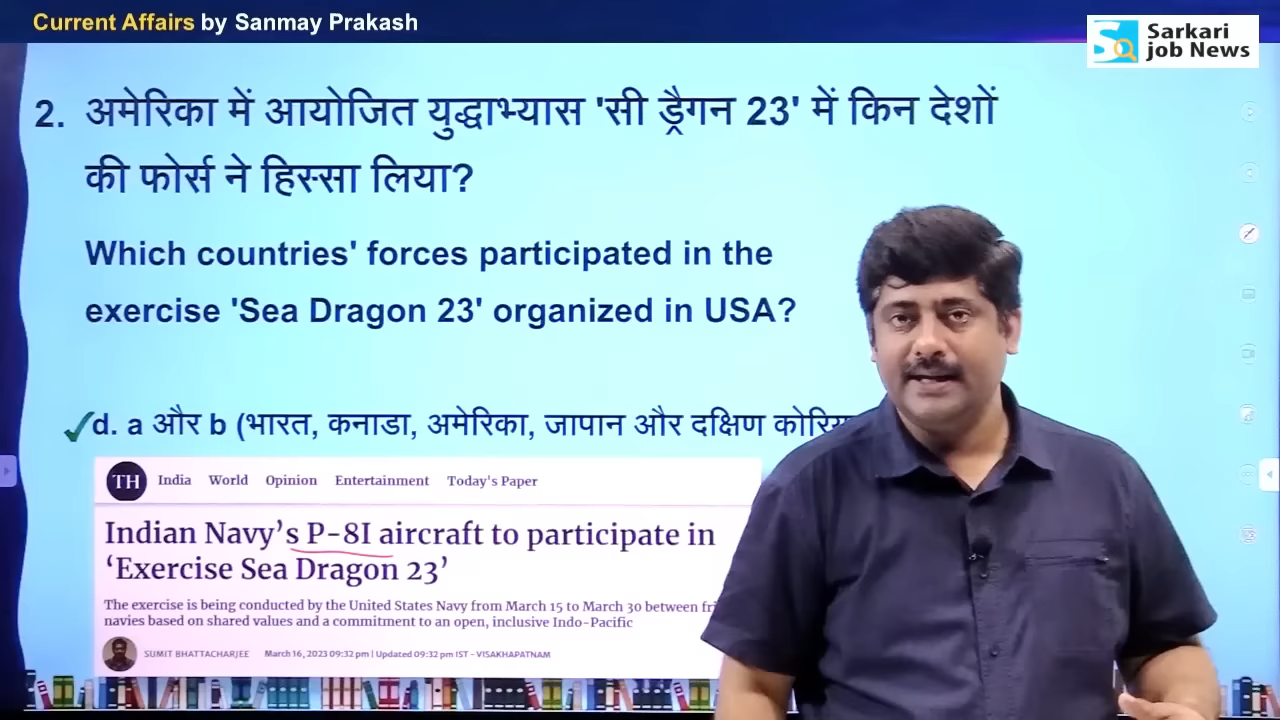 Current Affairs by Sanmay Prakash
Sarkari
job News
2. अमेरिका में आयोजित युद्धाभ्यास 'सी ड्रैगन 23' में किन देशों
की फोर्स ने हिस्सा लिया?
Which countries' forces participated in the
exercise 'Sea Dragon 23' organized in USA?
d. a और b (भारत, कनाडा, अमेरिका, जापान और दक्षिण
TH India World Opinion Entertainment Today's Paper
Indian Navy's P-8I aircraft to participate in
‘Exercise Sea Dragon 23’
The exercise is being conducted by the United States Navy from March 15 to March 30 between
navies based on shared values and a commitment to an open, inclusive Indo-Pacific
SUMIT BHATTACHARJEE March 16, 2023 09:32 pm | Updated 09:32 pm IST - VISAKHAPATNAM